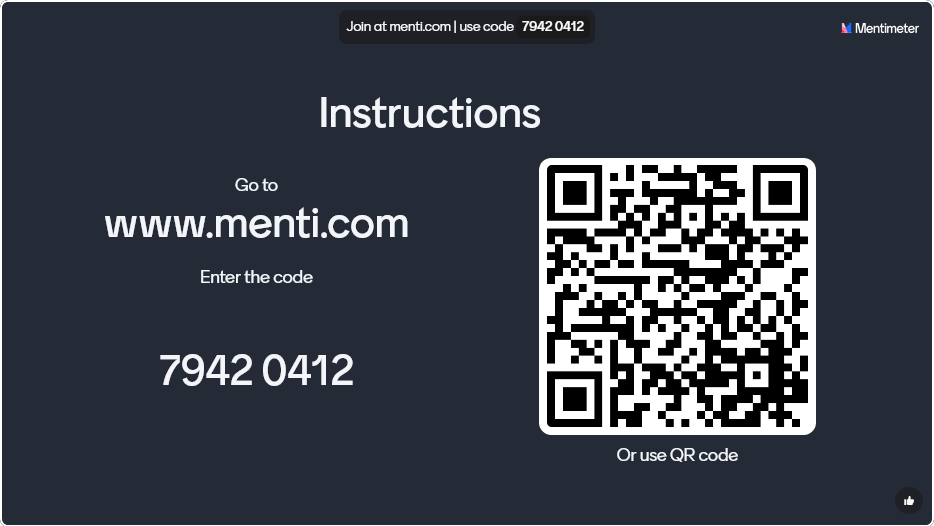 Join at menti.com | use code 7942 0412
Mentimeter
Instructions
Go to
www.menti.com
Enter the code
7942 0412
Or use QR code